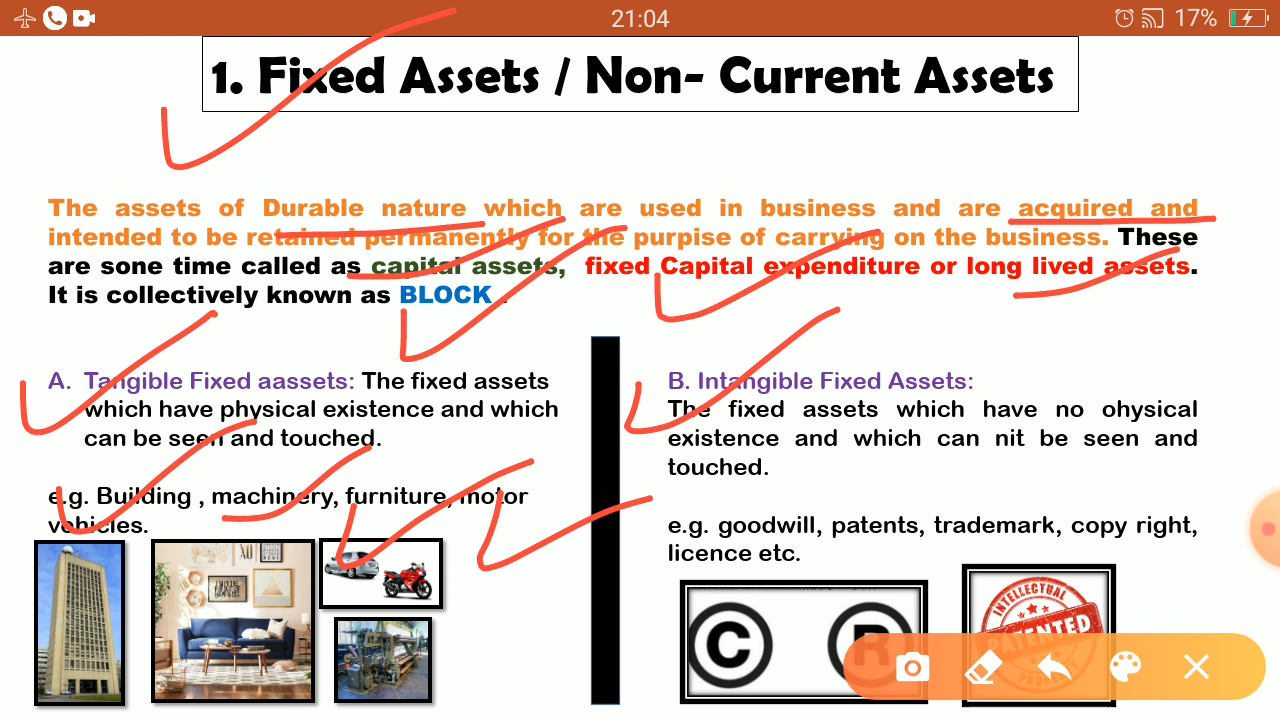 21:04
17%
1. Fixed Assets / Non- Current Assets
The assets of Durable nature which are used in business and are acquired and
intended to be retained permanently for the purpise of carrying on the business. These
are sone time called as capital assets, fixed Capital expenditure or long lived assets.
It is collectively known as BLOCK .
A. Tangible Fixed aassets: The fixed assets
which have physical existence and which
can be seen and touched.
e.g. Building , machinery, furniture, motor
vehicles.
B. Intangible Fixed Assets:
The fixed assets which have no ohysical
existence and which can nit be seen and
touched.
e.g. goodwill, patents, trademark, copy right,
licence etc.
C
R
INTELLECTUAL
PATENTED